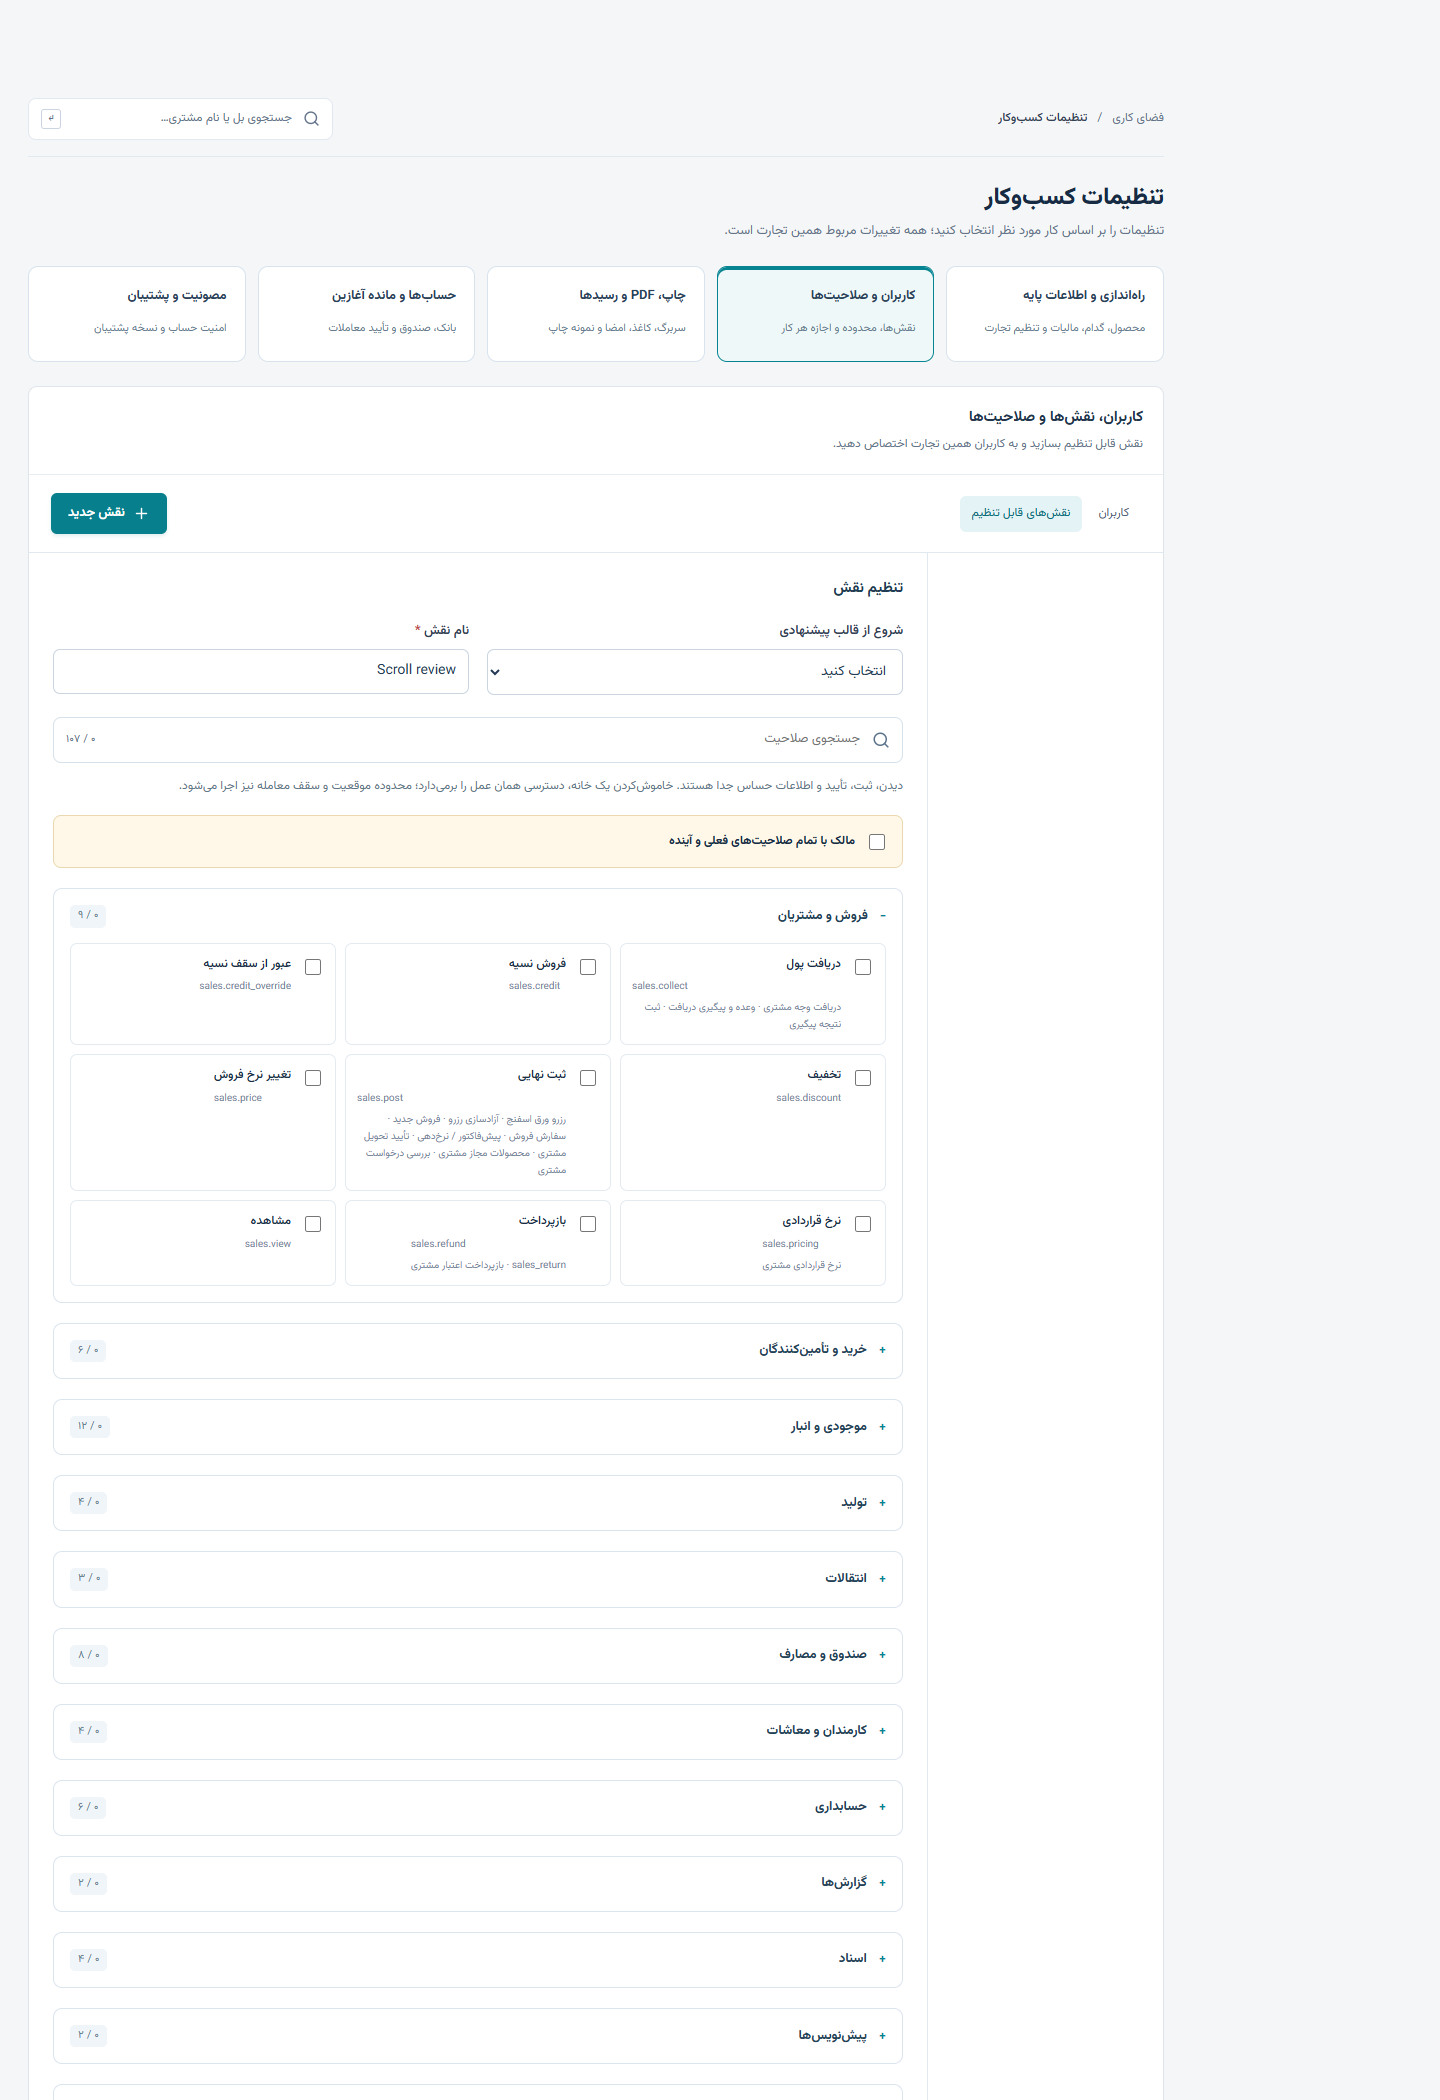 فضای کاری / تنظیمات کسب‌وکار
جستجوی بل یا نام مشتری...
تنظیمات کسب‌وکار
تنظیمات را بر اساس کار مورد نظر انتخاب کنید؛ همه تغییرات مربوط همین تجارت است.
راه‌اندازی و اطلاعات پایه
محصول، گدام، مالیات و تنظیم تجارت
کاربران و صلاحیت‌ها
نقش‌ها، محدوده و اجازه هر کار
چاپ، PDF و رسیدها
سربرگ، کاغذ، امضا و نمونه چاپ
حساب‌ها و مانده آغازین
بانک، صندوق و تأیید معاملات
مصونیت و پشتیبان
امنیت حساب و نسخه پشتیبان
کاربران، نقش‌ها و صلاحیت‌ها
نقش قابل تنظیم بسازید و به کاربران همین تجارت اختصاص دهید.
کاربران
نقش‌های قابل تنظیم
+ نقش جدید
تنظیم نقش
شروع از قالب پیشنهادی
انتخاب کنید
نام نقش *
Scroll review
جستجوی صلاحیت
۰ / ۱۰۷
دیدن، ثبت، تأیید و اطلاعات حساس جدا هستند. خاموش‌کردن یک خانه، دسترسی همان عمل را برمی‌دارد؛ محدوده موقعیت و سقف معامله نیز اجرا می‌شود.
مالک با تمام صلاحیت‌های فعلی و آینده
− فروش و مشتریان
۰ / ۹
دریافت پول
sales.collect
دریافت وجه مشتری · وعده و پیگیری دریافت · ثبت
نتیجه پیگیری
فروش نسیه
sales.credit
عبور از سقف نسیه
sales.credit_override
تخفیف
sales.discount
ثبت نهایی
sales.post
رزرو ورق اسفنج · آزادسازی رزرو · فروش جدید ·
سفارش فروش · پیش‌فاکتور / نرخ‌دهی · تأیید تحویل
مشتری · محصولات مجاز مشتری · بررسی درخواست
مشتری
تغییر نرخ فروش
sales.price
نرخ قراردادی
sales.pricing
نرخ قراردادی مشتری
بازپرداخت
sales.refund
sales_return · بازپرداخت اعتبار مشتری
مشاهده
sales.view
+ خرید و تأمین‌کنندگان
۰ / ۶
+ موجودی و انبار
۰ / ۱۲
+ تولید
۰ / ۴
+ انتقالات
۰ / ۳
+ صندوق و مصارف
۰ / ۸
+ کارمندان و معاشات
۰ / ۴
+ حسابداری
۰ / ۶
+ گزارش‌ها
۰ / ۲
+ اسناد
۰ / ۴
+ پیش‌نویس‌ها
۰ / ۲